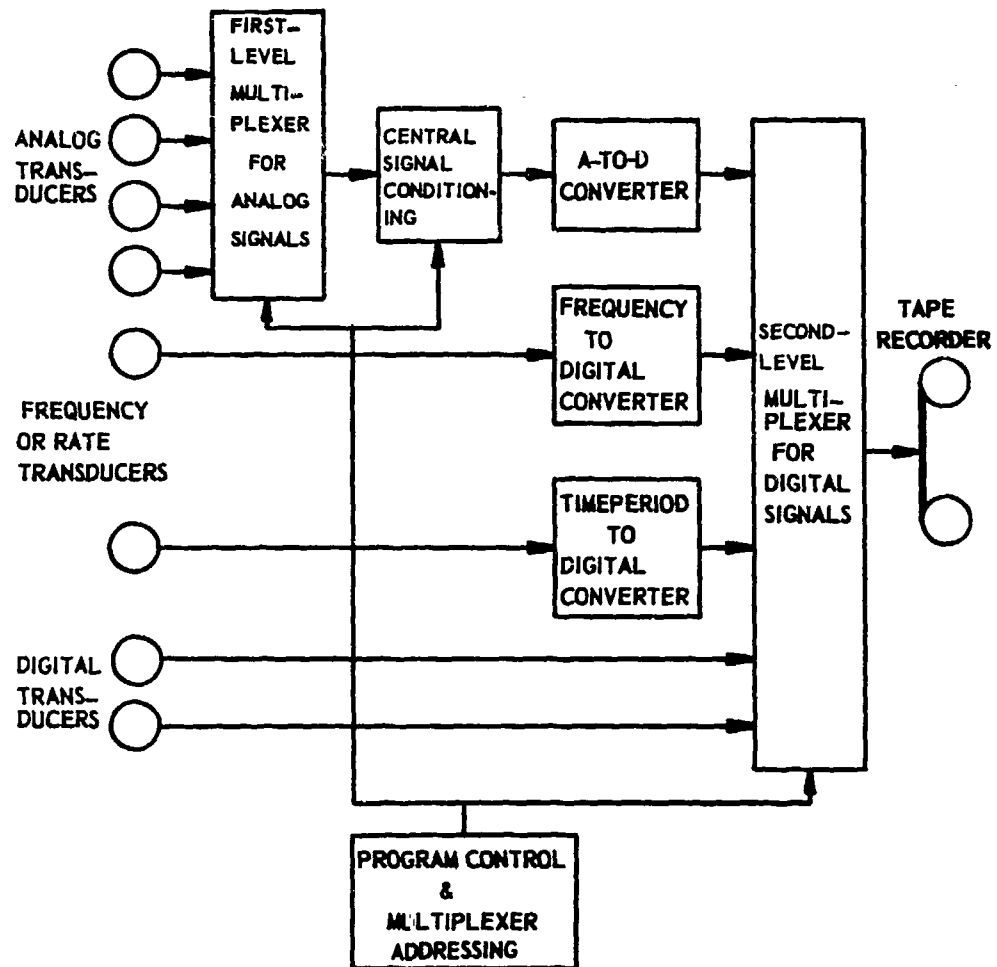 FIRST-
LEVEL
MULTI-
PLEXER
FOR
ANALOG
SIGNALS
ANALOG
TRANS-
DUCERS
CENTRAL
SIGNAL
CONDITION-
ING
A-TO-D
CONVERTER
FREQUENCY
OR RATE
TRANSDUCERS
FREQUENCY
TO
DIGITAL
CONVERTER
TIMEPERIOD
TO
DIGITAL
CONVERTER
SECOND-
LEVEL
MULTI-
PLEXER
FOR
DIGITAL
SIGNALS
TAPE
RECORDER
DIGITAL
TRANS-
DUCERS
PROGRAM CONTROL
&
MULTIPLEXER
ADDRESSING